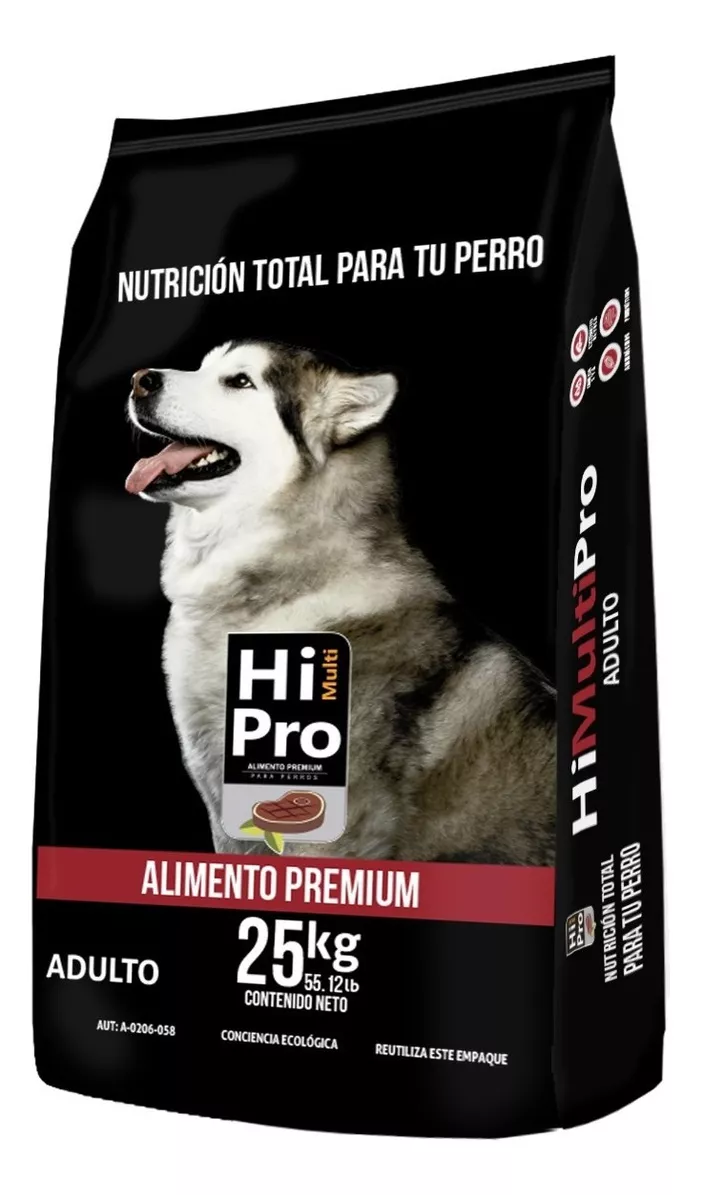 NUTRICIÓN TOTAL PARA TU PERRO
Hi Multi
Pro
ALIMENTO PREMIUM
PARA PERROS
ALIMENTO PREMIUM
25kg
55.12lb
CONTENIDO NETO
ADULTO
AUT: A-0206-058
CONCIENCIA ECOLÓGICA
REUTILIZA ESTE EMPAQUE
HiMultiPro
ADULTO
Hi
Pro
NUTRICIÓN TOTAL
PARA TU PERRO